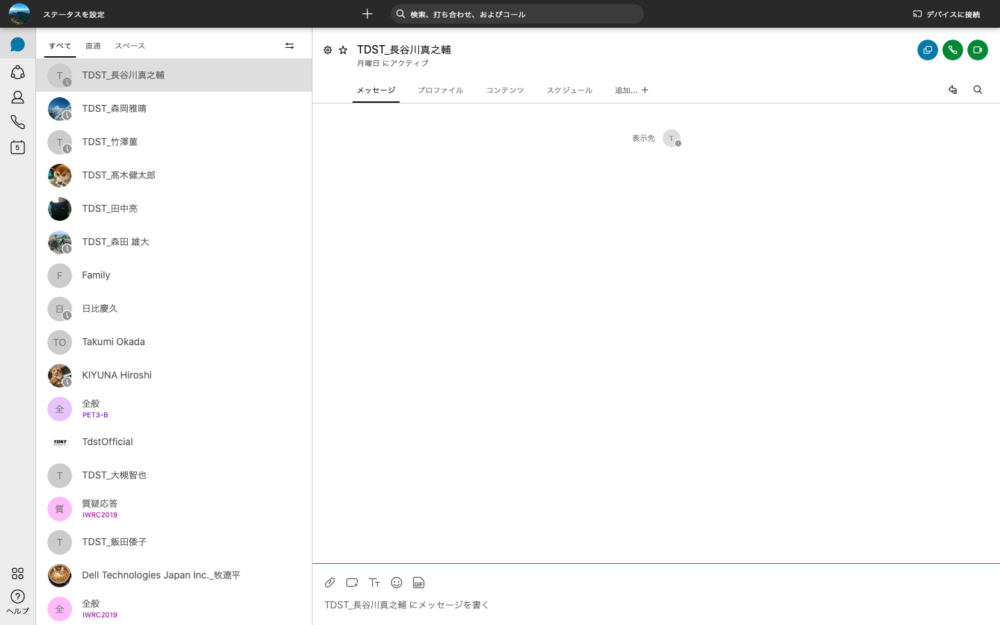 ステータスを設定
検索、打ち合わせ、およびコール
デバイスに接続
5
ヘルプ
すべて 直通 スペース
T TDST_長谷川真之輔
TDST_森岡雅晴
T TDST_竹澤菫
TDST_髙木健太郎
TDST_田中亮
TDST_森田 雄大
F Family
日 日比慶久
TO Takumi Okada
KIYUNA Hiroshi
全 全般
PET3-B
TDST TdstOfficial
T TDST_大槻智也
質 質疑応答
IWRC2019
T TDST_飯田倭子
Dell Technologies Japan Inc._牧遼平
全 全般
IWRC2019
TDST_長谷川真之輔
月曜日 にアクティブ
メッセージ プロファイル コンテンツ スケジュール 追加...
表示先 T
GIF
TDST_長谷川真之輔 にメッセージを書く